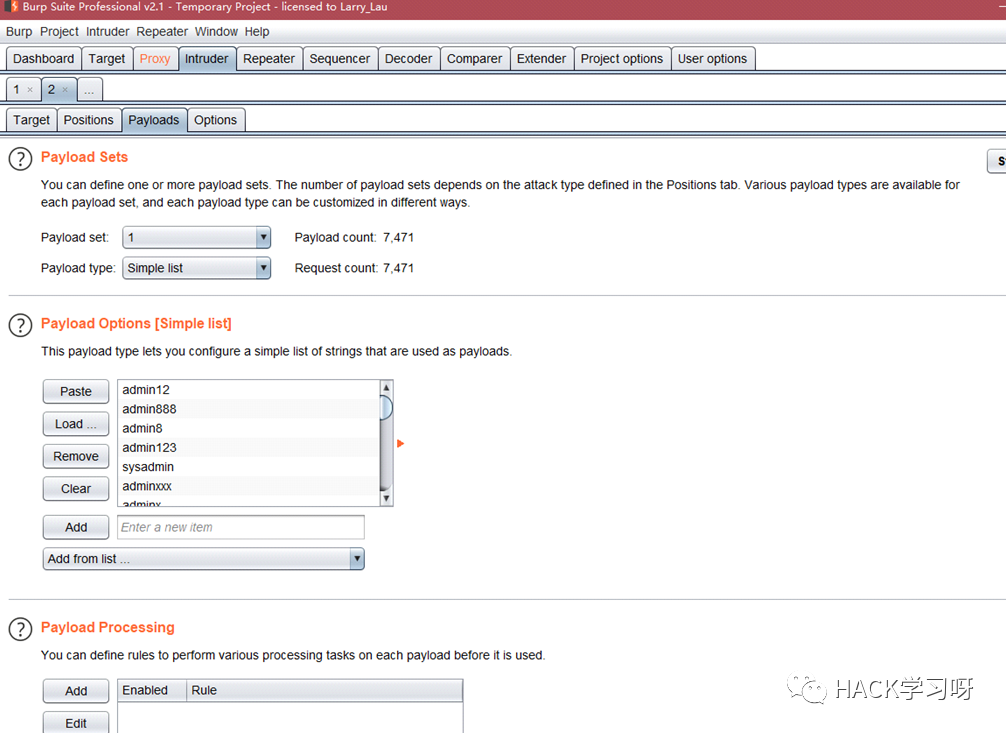 Burp Suite Professional v2.1 - Temporary Project - licensed to Larry_Lau
Burp Project Intruder Repeater Window Help
Dashboard Target Proxy Intruder Repeater Sequencer Decoder Comparer Extender Project options User options
1 × 2 × ...
Target Positions Payloads Options
? Payload Sets
You can define one or more payload sets. The number of payload sets depends on the attack type defined in the Positions tab. Various payload types are available for
each payload set, and each payload type can be customized in different ways.
Payload set: 1 Payload count: 7,471
Payload type: Simple list Request count: 7,471
? Payload Options [Simple list]
This payload type lets you configure a simple list of strings that are used as payloads.
Paste
Load ...
Remove
Clear
admin12
admin888
admin8
admin123
sysadmin
adminxxx
adminx
Add Enter a new item
Add from list ...
? Payload Processing
You can define rules to perform various processing tasks on each payload before it is used.
Add Enabled Rule
Edit
HACK学习呀